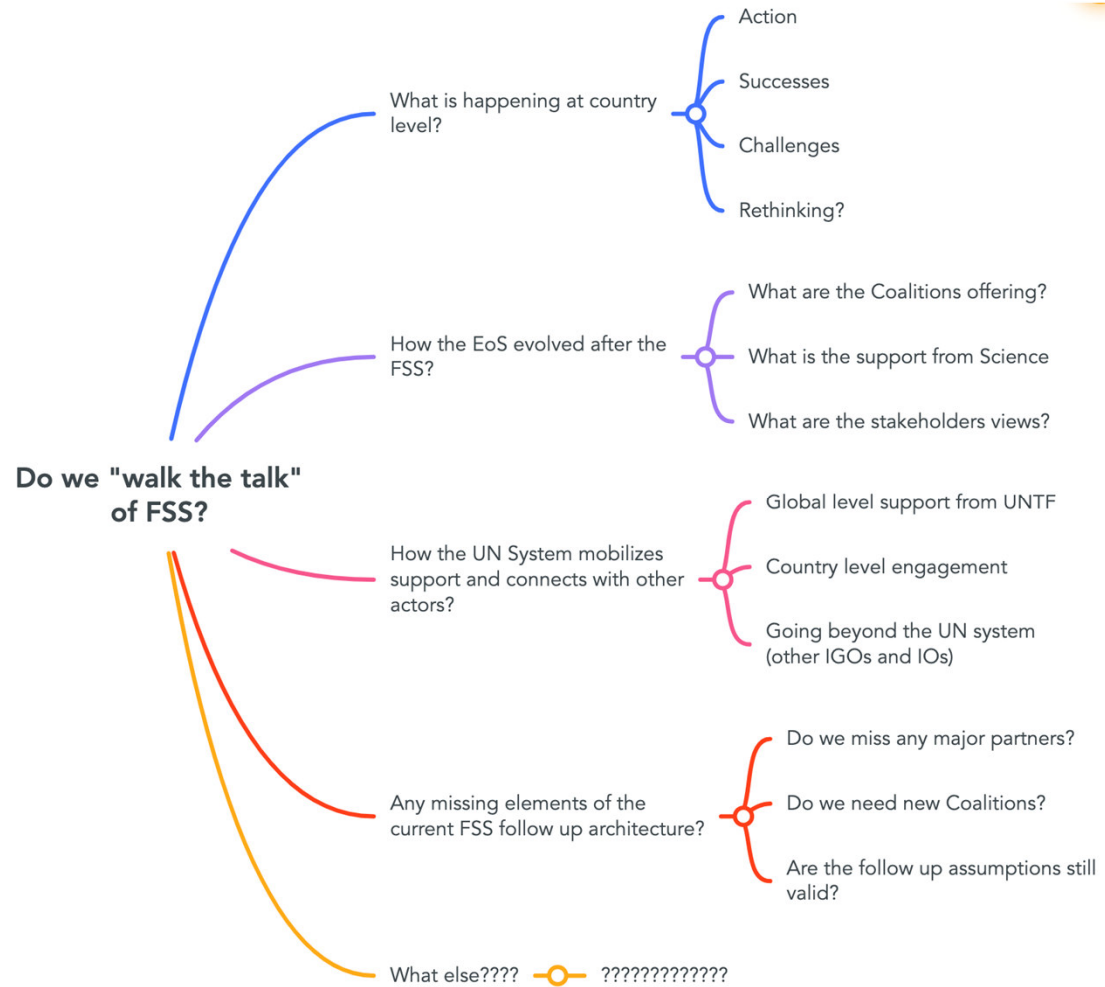 Do we "walk the talk"
of FSS?
What is happening at country
level?
Action
Successes
Challenges
Rethinking?
How the EoS evolved after the
FSS?
What are the Coalitions offering?
What is the support from Science
What are the stakeholders views?
How the UN System mobilizes
support and connects with other
actors?
Global level support from UNTF
Country level engagement
Going beyond the UN system
(other IGOs and IOs)
Any missing elements of the
current FSS follow up architecture?
Do we miss any major partners?
Do we need new Coalitions?
Are the follow up assumptions still
valid?
What else????
?????????????